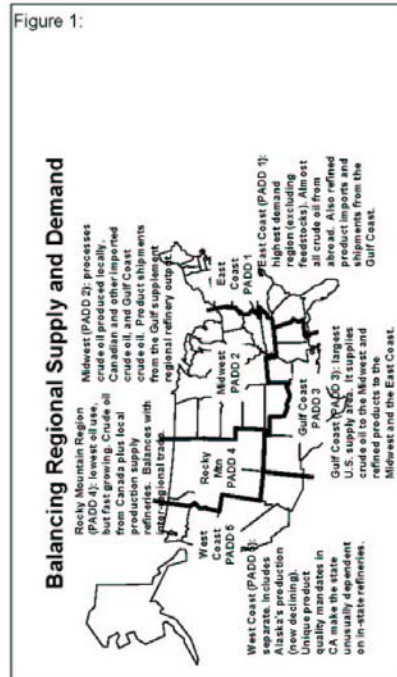 Figure 1:
Balancing Regional Supply and Demand
Rocky Mountain Region
(PADD 4): lowest oil use,
but fast growing. Crude oil
from Canada plus local
production supply
refineries. Balances with
inter-regional trade.
Midwest (PADD 2): processes
crude oil produced locally,
Canadian and other imported
crude oil, and Gulf Coast
crude oil. Product shipments
from the Gulf supplement
regional refinery output.
West
Coast
PADD 5
Rocky
Mtn
PADD 4
Midwest
PADD 2
East
Coast
PADD 1
Gulf Coast
PADD 3
West Coast (PADD 5):
separate. Includes
Alaska's production
(now declining).
Unique product
quality mandates in
CA make the state
unusually dependent
on in-state refineries.
Gulf Coast (PADD 3): largest
U.S. supply area. It supplies
crude oil to the Midwest and
refined products to the
Midwest and the East Coast.
East Coast (PADD 1):
highest demand
region (excluding
feedstocks). Almost
all crude oil from
abroad. Also refined
product imports and
shipments from the
Gulf Coast.